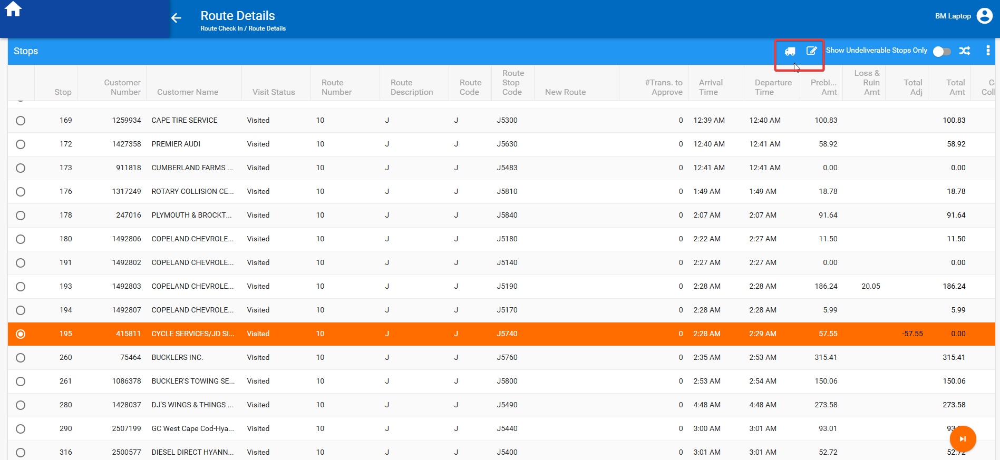 Route Details
Route Check In / Route Details
BM Laptop
Stops
Show Undeliverable Stops Only
Stop Customer Number Customer Name Visit Status Route Number Route Description Route Code Route Stop Code New Route #Trans. to Approve Arrival Time Departure Time Prebi... Amt Loss & Ruin Amt Total Adj Total Amt Coll
169 1259934 CAPE TIRE SERVICE Visited 10 J J J5300 0 12:39 AM 12:40 AM 100.83 100.83
172 1427358 PREMIER AUDI Visited 10 J J J5630 0 12:40 AM 12:41 AM 58.92 58.92
173 911818 CUMBERLAND FARMS ... Visited 10 J J J5483 0 12:41 AM 12:41 AM 0.00 0.00
176 1317249 ROTARY COLLISION CE... Visited 10 J J J5810 0 1:49 AM 1:49 AM 18.78 18.78
178 247016 PLYMOUTH & BROCKT... Visited 10 J J J5840 0 2:07 AM 2:07 AM 91.64 91.64
180 1492806 COPELAND CHEVROLE... Visited 10 J J J5180 0 2:22 AM 2:27 AM 11.50 11.50
191 1492802 COPELAND CHEVROLE... Visited 10 J J J5140 0 2:27 AM 2:27 AM 0.00 0.00
193 1492803 COPELAND CHEVROLE... Visited 10 J J J5190 0 2:28 AM 2:28 AM 186.24 20.05 186.24
194 1492807 COPELAND CHEVROLE... Visited 10 J J J5170 0 2:28 AM 2:28 AM 5.99 5.99
195 415811 CYCLE SERVICES/JD SI... Visited 10 J J J5740 0 2:28 AM 2:29 AM 57.55 -57.55 0.00
260 75464 BUCKLERS INC. Visited 10 J J J5760 0 2:35 AM 2:53 AM 315.41 315.41
261 1086378 BUCKLER'S TOWING SE... Visited 10 J J J5800 0 2:53 AM 2:54 AM 150.06 150.06
280 1428037 DJ'S WINGS & THINGS ... Visited 10 J J J5490 0 4:48 AM 4:48 AM 273.58 273.58
290 2507199 GC West Cape Cod-Hya... Visited 10 J J J5440 0 3:00 AM 3:01 AM 93.01
316 2500577 DIESEL DIRECT HYANN... Visited 10 J J J5400 0 3:01 AM 3:01 AM 52.72 52.72